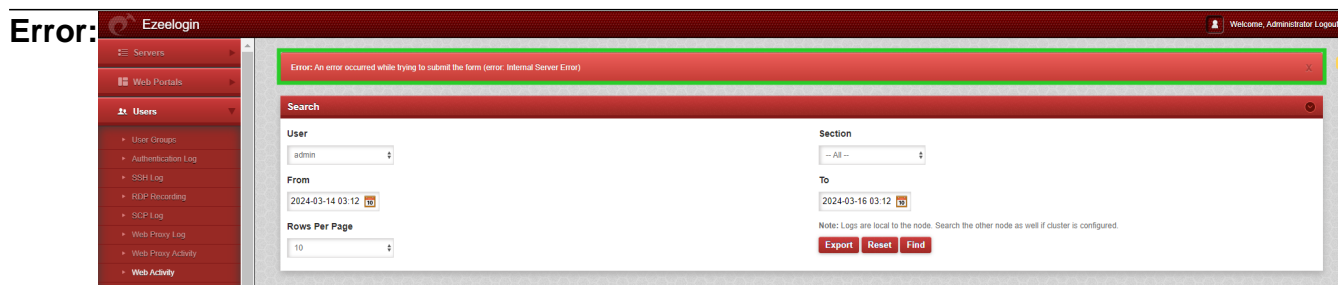 Error:
Ezeelogin
Welcome, Administrator Logout
Servers
Web Portals
Users
User Groups
Authentication Log
SSH Log
RDP Recording
SCP Log
Web Proxy Log
Web Proxy Activity
Web Activity
Error: An error occurred while trying to submit the form (error: Internal Server Error)
X
Search
User
admin
Section
-- All --
From
2024-03-14 03:12
To
2024-03-16 03:12
Rows Per Page
10
Note: Logs are local to the node. Search the other node as well if cluster is configured.
Export Reset Find